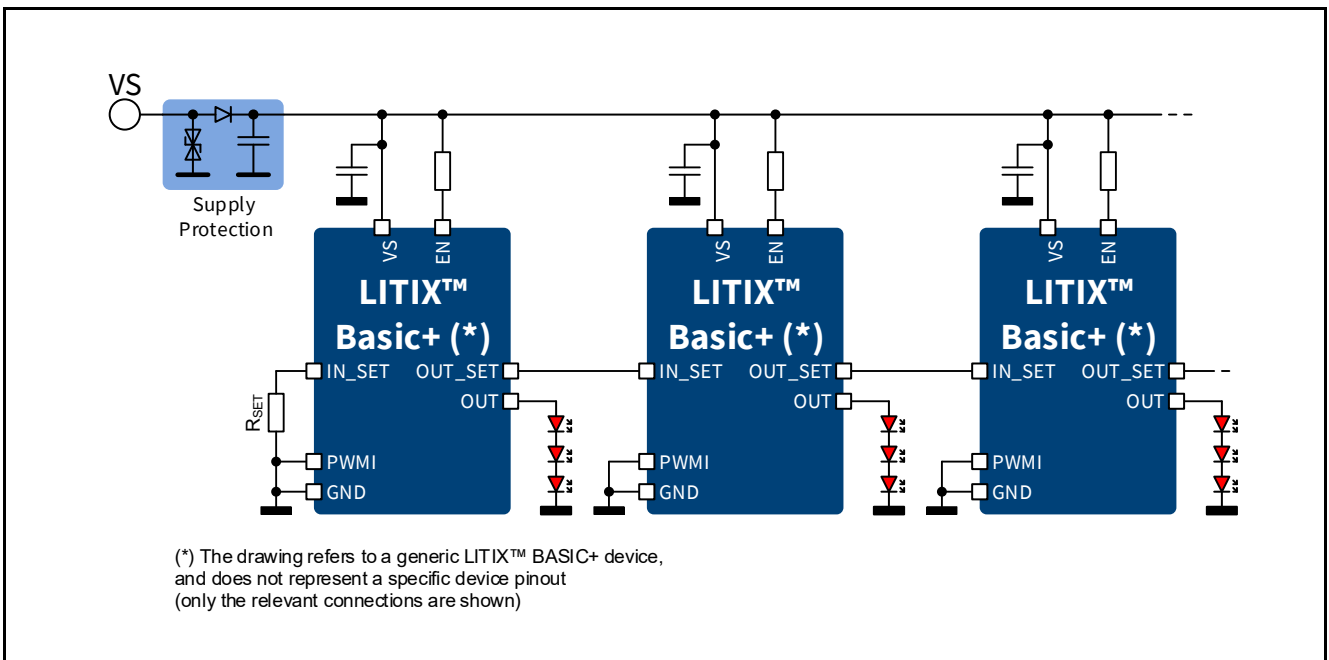 VS
Supply
Protection
VS
EN
LITIX™
Basic+ (*)
IN_SET
OUT_SET
OUT
RSET
PWMI
GND
VS
EN
LITIX™
Basic+ (*)
IN_SET
OUT_SET
OUT
PWMI
GND
VS
EN
LITIX™
Basic+ (*)
IN_SET
OUT_SET
OUT
PWMI
GND
(*) The drawing refers to a generic LITIX™ BASIC+ device,
and does not represent a specific device pinout
(only the relevant connections are shown)